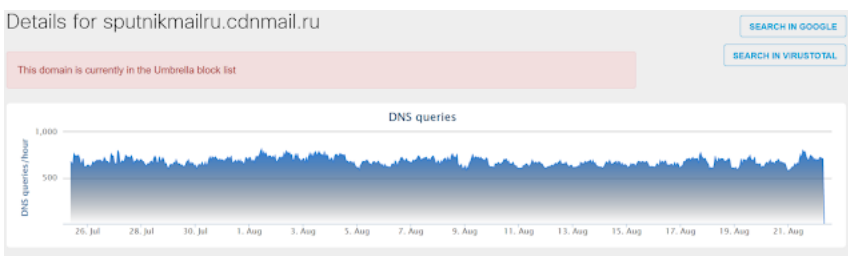 Details for sputnikmailru.cdnmail.ru
SEARCH IN GOOGLE
SEARCH IN VIRUSTOTAL
This domain is currently in the Umbrella block list
DNS queries
1,000
500
DNS queries/hour
26. Jul 28. Jul 30. Jul 1. Aug 3. Aug 5. Aug 7. Aug 9. Aug 11. Aug 13. Aug 15. Aug 17. Aug 19. Aug 21. Aug